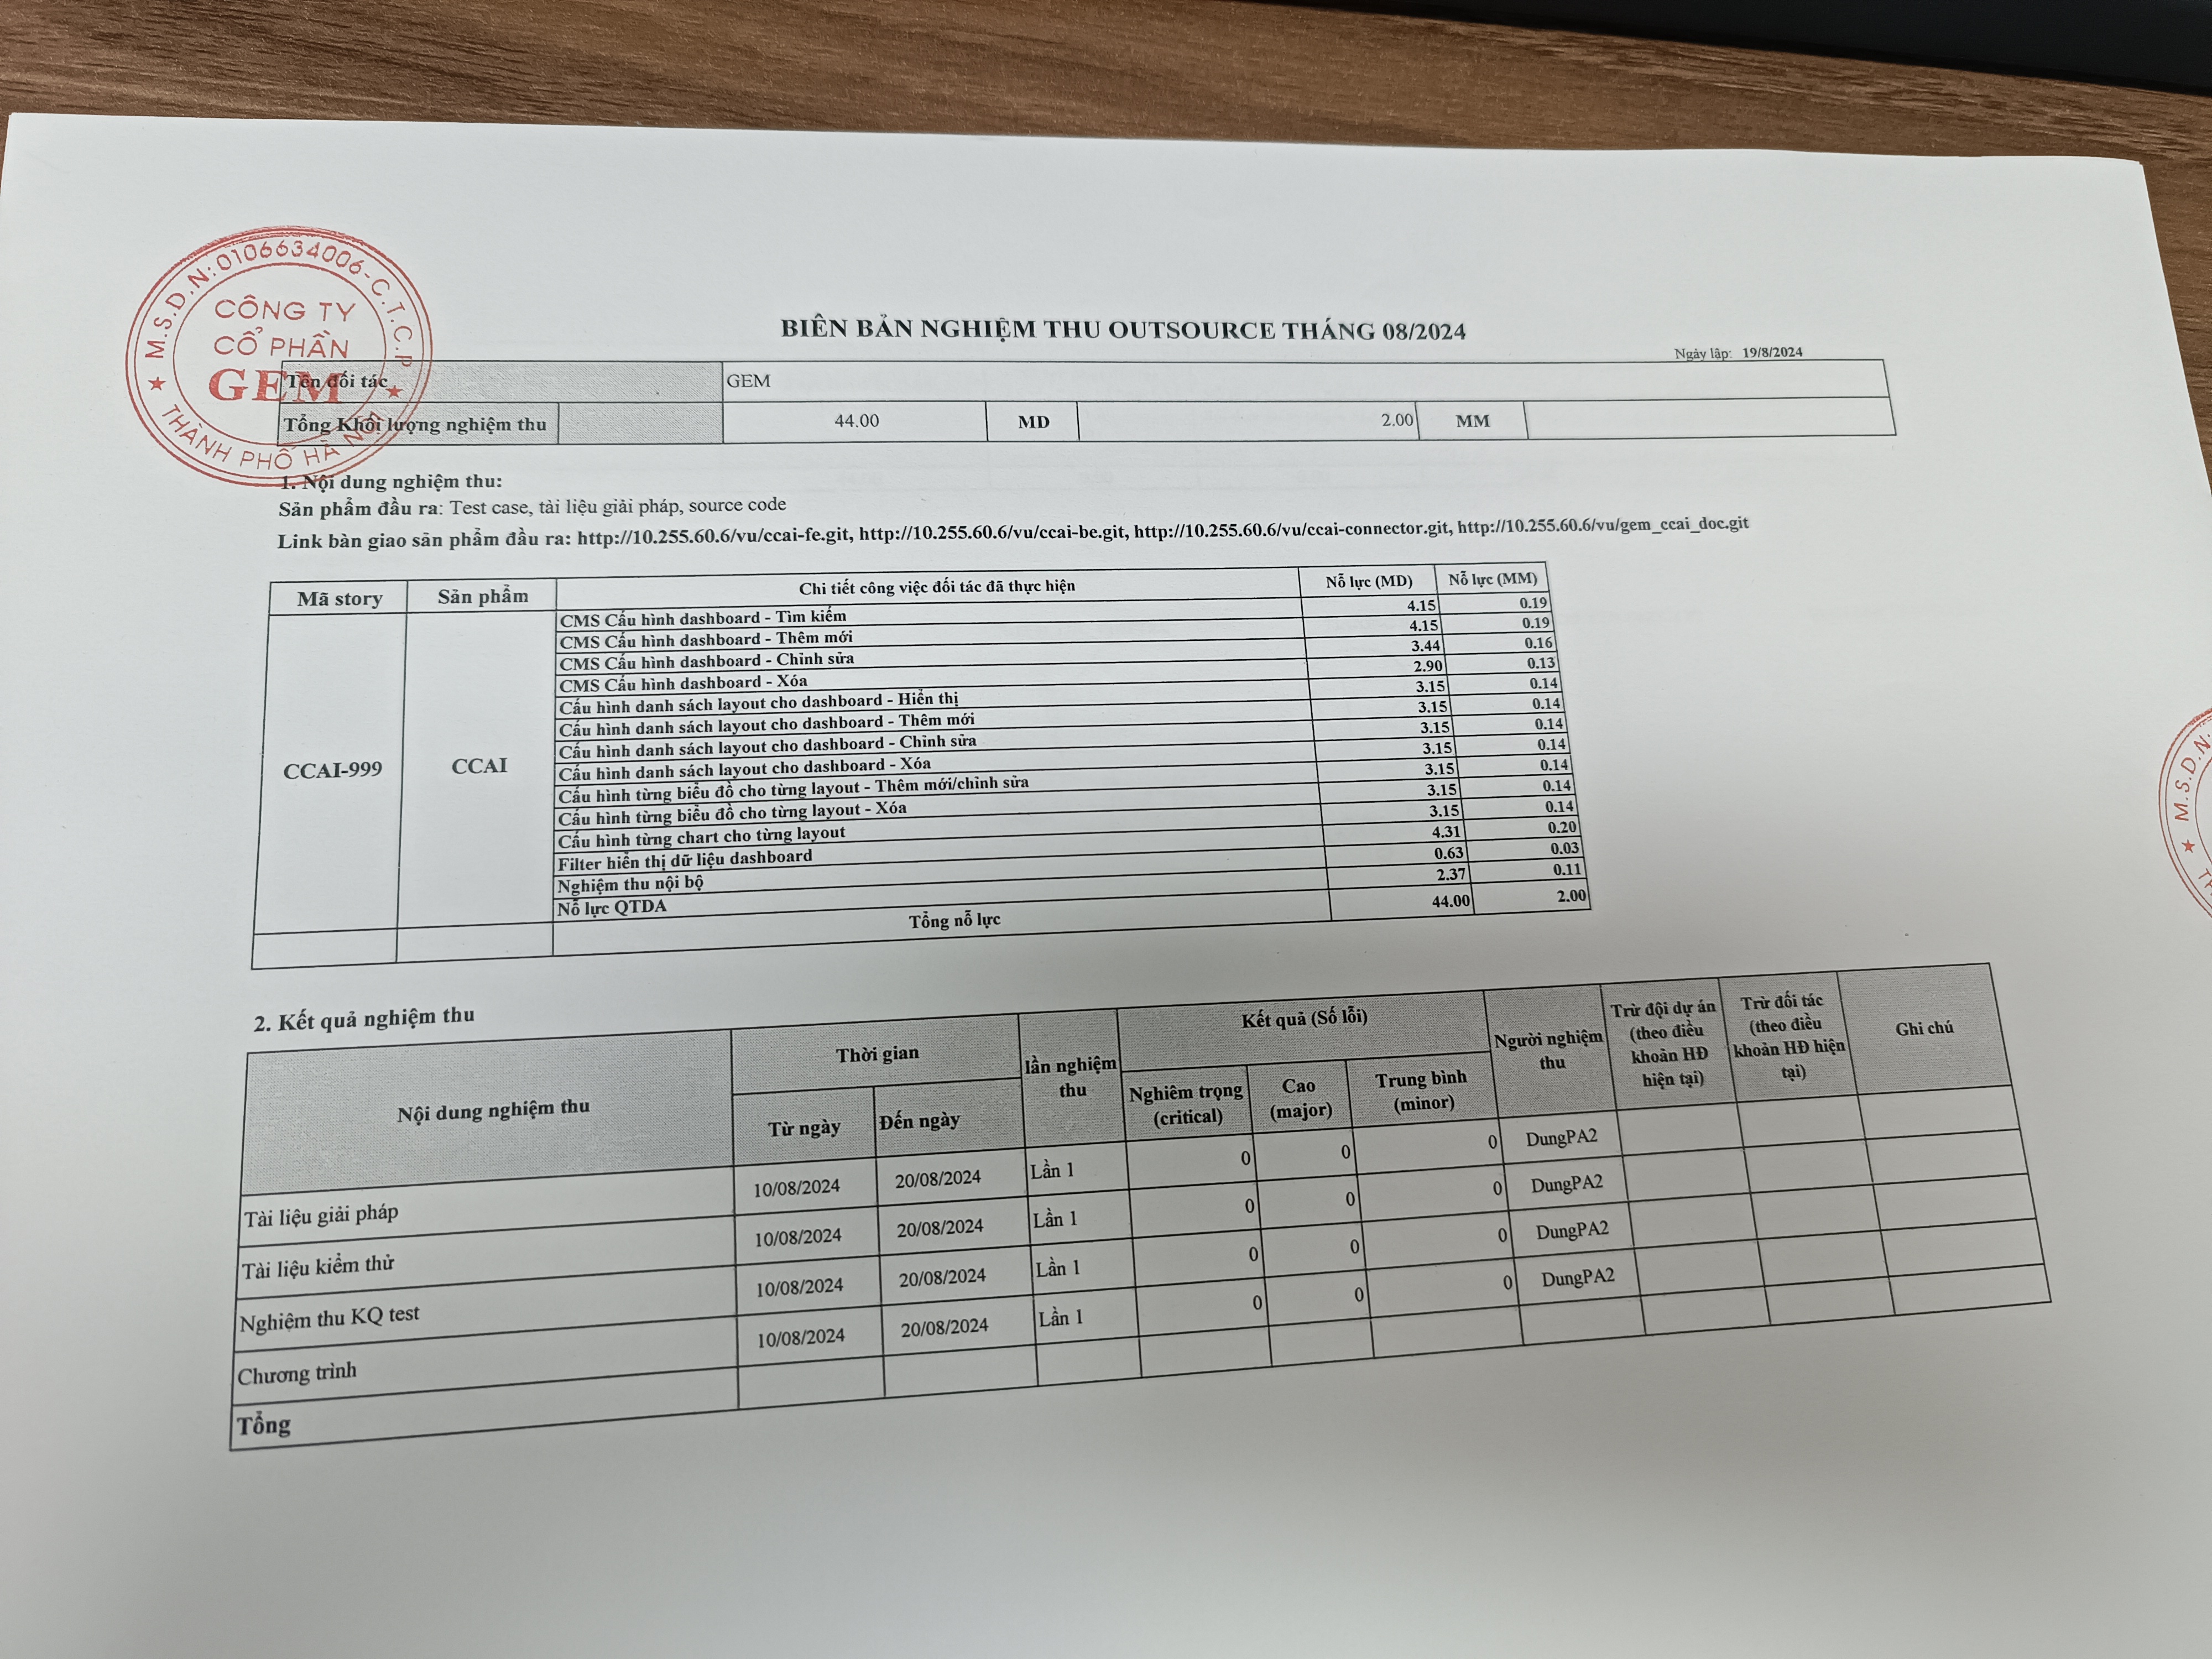 M.S.D.N:0106634006-C.T.C.P
CÔNG TY
CỔ PHẦN
GEM
THÀNH PHỐ HÀ NỘI
BIÊN BẢN NGHIỆM THU OUTSOURCE THÁNG 08/2024
Ngày lập: 19/8/2024
Tên đối tác GEM
Tổng Khối lượng nghiệm thu 44.00 MD 2.00 MM
1. Nội dung nghiệm thu:
Sản phẩm đầu ra: Test case, tài liệu giải pháp, source code
Link bàn giao sản phẩm đầu ra: http://10.255.60.6/vu/ccai-fe.git, http://10.255.60.6/vu/ccai-be.git, http://10.255.60.6/vu/ccai-connector.git, http://10.255.60.6/vu/gem_ccai_doc.git
Mã story Sản phẩm Chi tiết công việc đối tác đã thực hiện Nỗ lực (MD) Nỗ lực (MM)
CMS Cấu hình dashboard - Tìm kiếm 4.15 0.19
CMS Cấu hình dashboard - Thêm mới 4.15 0.19
CMS Cấu hình dashboard - Chỉnh sửa 3.44 0.16
CMS Cấu hình dashboard - Xóa 2.90 0.13
Cấu hình danh sách layout cho dashboard - Hiển thị 3.15 0.14
Cấu hình danh sách layout cho dashboard - Thêm mới 3.15 0.14
Cấu hình danh sách layout cho dashboard - Chỉnh sửa 3.15 0.14
CCAI-999 CCAI Cấu hình danh sách layout cho dashboard - Xóa 3.15 0.14
Cấu hình từng biểu đồ cho từng layout - Thêm mới/chỉnh sửa 3.15 0.14
Cấu hình từng biểu đồ cho từng layout - Xóa 3.15 0.14
Cấu hình từng chart cho từng layout 3.15 0.14
Filter hiển thị dữ liệu dashboard 4.31 0.20
Nghiệm thu nội bộ 0.63 0.03
Nỗ lực QTDA 2.37 0.11
Tổng nỗ lực 44.00 2.00
M.S.D.N:
2. Kết quả nghiệm thu
Nội dung nghiệm thu Thời gian lần nghiệm thu Kết quả (Số lỗi) Người nghiệm thu Trừ đội dự án (theo điều khoản HĐ hiện tại) Trừ đối tác (theo điều khoản HĐ hiện tại) Ghi chú
Từ ngày Đến ngày Nghiêm trọng (critical) Cao (major) Trung bình (minor)
Tài liệu giải pháp 10/08/2024 20/08/2024 Lần 1 0 0 0 DungPA2
Tài liệu kiểm thử 10/08/2024 20/08/2024 Lần 1 0 0 0 DungPA2
Nghiệm thu KQ test 10/08/2024 20/08/2024 Lần 1 0 0 0 DungPA2
Chương trình 10/08/2024 20/08/2024 Lần 1 0 0 0 DungPA2
Tổng